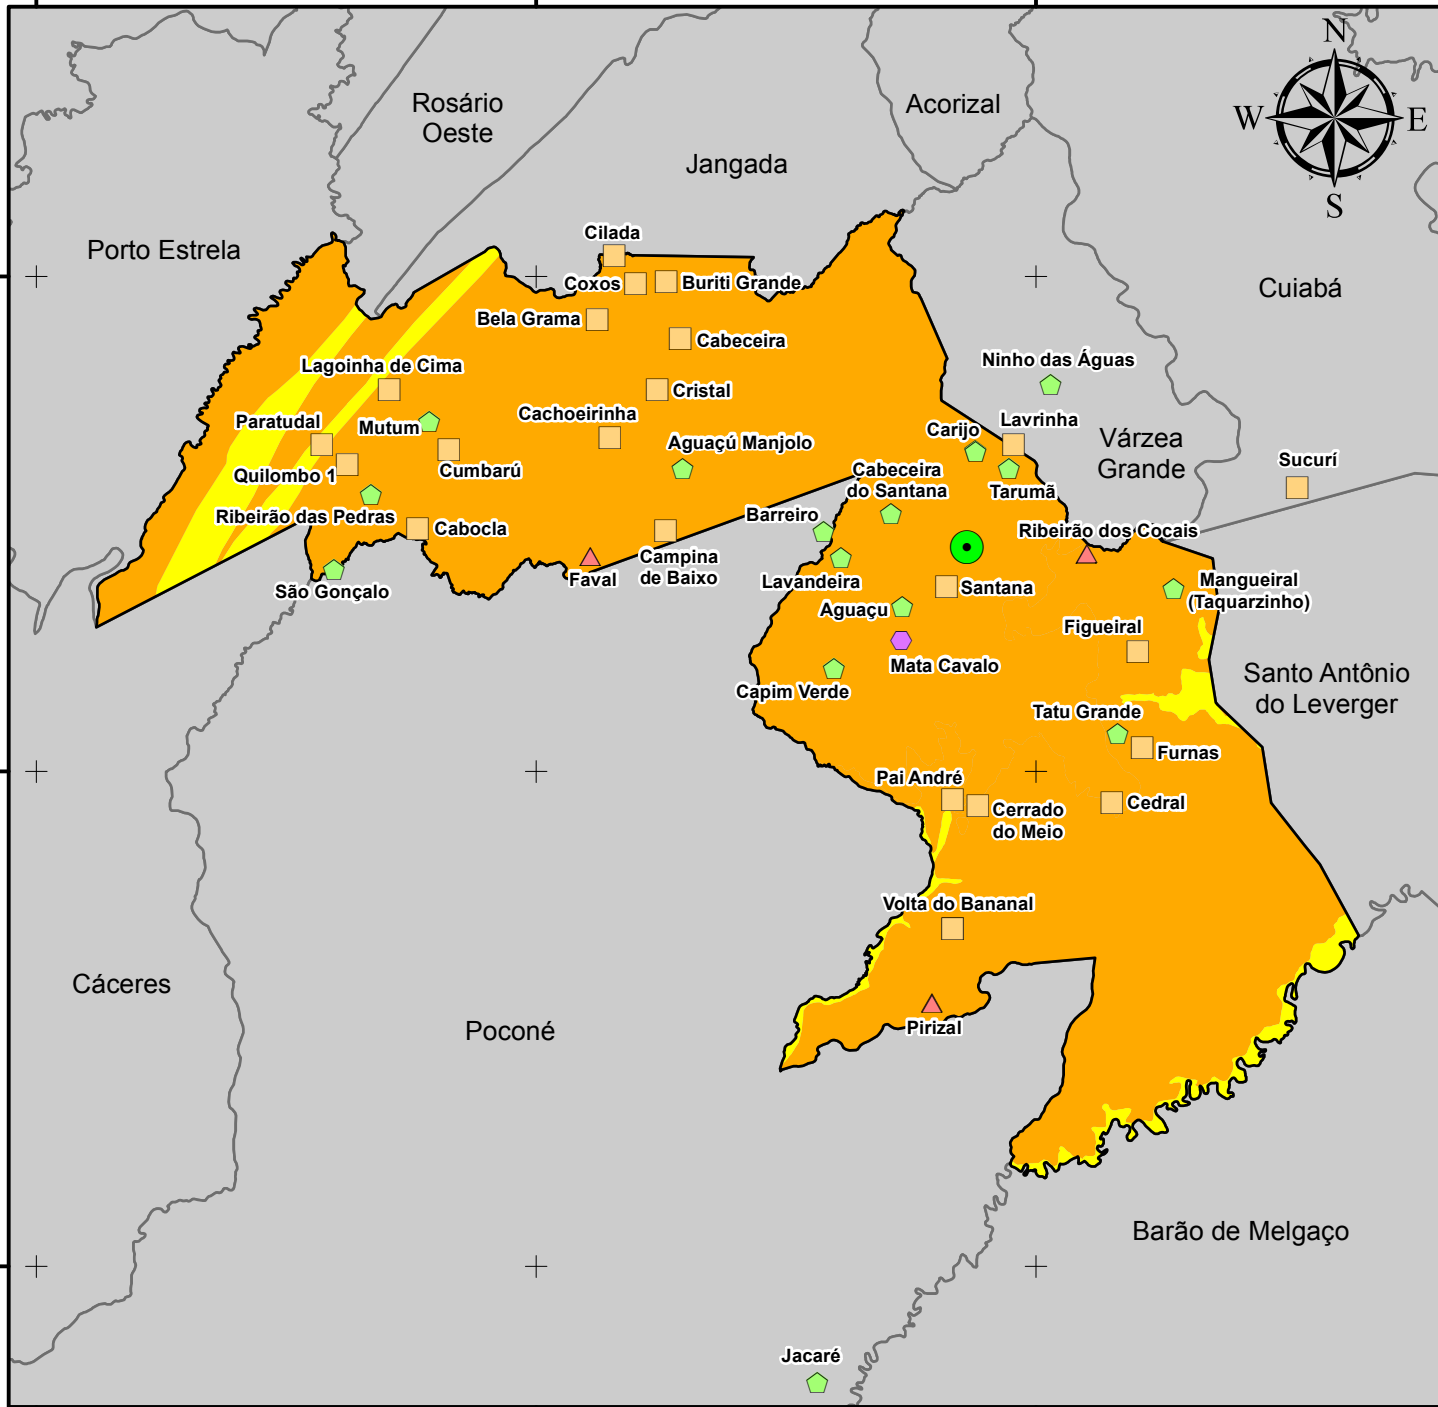 N
W
E
S
Rosário
Oeste
Acorizal
Jangada
Porto Estrela
Cuiabá
Cilada
Coxos
Buriti Grande
Bela Grama
Cabeceira
Lagoinha de Cima
Ninho das Águas
Cristal
Paratudal
Mutum
Cachoeirinha
Carijo
Lavrinha
Várzea
Grande
Aguaçú Manjolo
Cumbarú
Quilombo 1
Cabeceira
do Santana
Tarumã
Sucurí
Ribeirão das Pedras
Cabocla
Barreiro
Ribeirão dos Cocais
Campina
de Baixo
Faval
São Gonçalo
Lavandeira
Santana
Mangueiral
(Taquarzinho)
Aguaçu
Figueiral
Mata Cavalo
Santo Antônio
do Leverger
Capim Verde
Tatu Grande
Furnas
Pai André
Cerrado
do Meio
Cedral
Volta do Bananal
Cáceres
Poconé
Pirizal
Barão de Melgaço
Jacaré